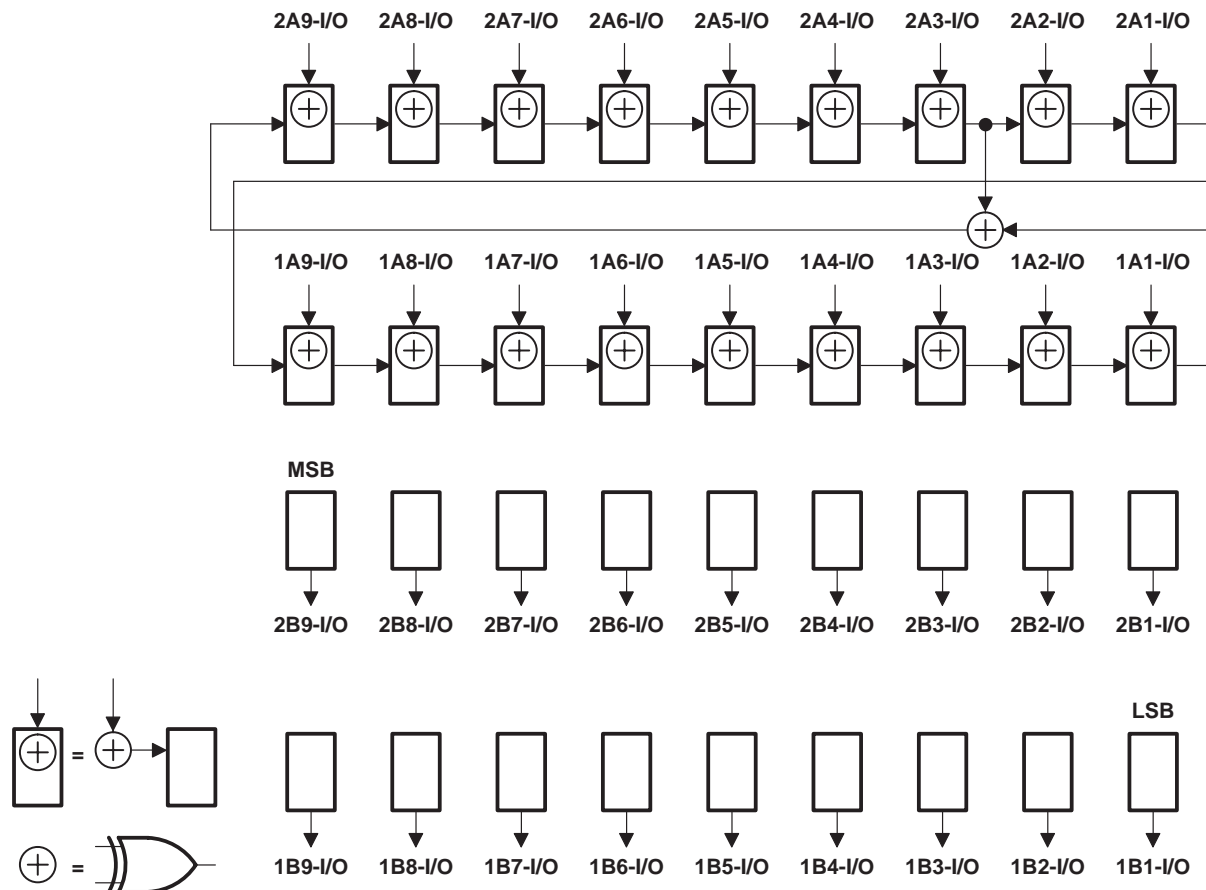 2A9-I/O 2A8-I/O 2A7-I/O 2A6-I/O 2A5-I/O 2A4-I/O 2A3-I/O 2A2-I/O 2A1-I/O
1A9-I/O 1A8-I/O 1A7-I/O 1A6-I/O 1A5-I/O 1A4-I/O 1A3-I/O 1A2-I/O 1A1-I/O
MSB
2B9-I/O 2B8-I/O 2B7-I/O 2B6-I/O 2B5-I/O 2B4-I/O 2B3-I/O 2B2-I/O 2B1-I/O
LSB
=
= 1B9-I/O 1B8-I/O 1B7-I/O 1B6-I/O 1B5-I/O 1B4-I/O 1B3-I/O 1B2-I/O 1B1-I/O